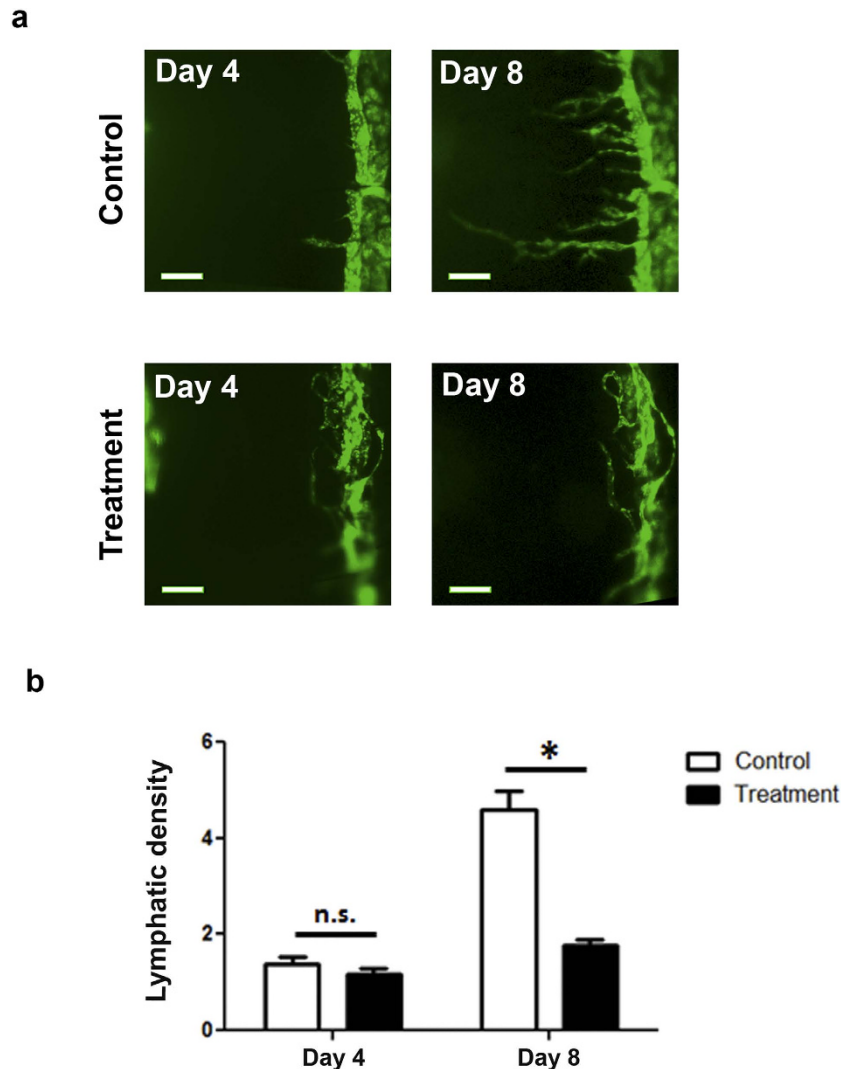 a
Day 4
Day 8
Control
Day 4
Day 8
Treatment
b
Lymphatic density
6
4
2
0
n.s.
*
Control
Treatment
Day 4
Day 8